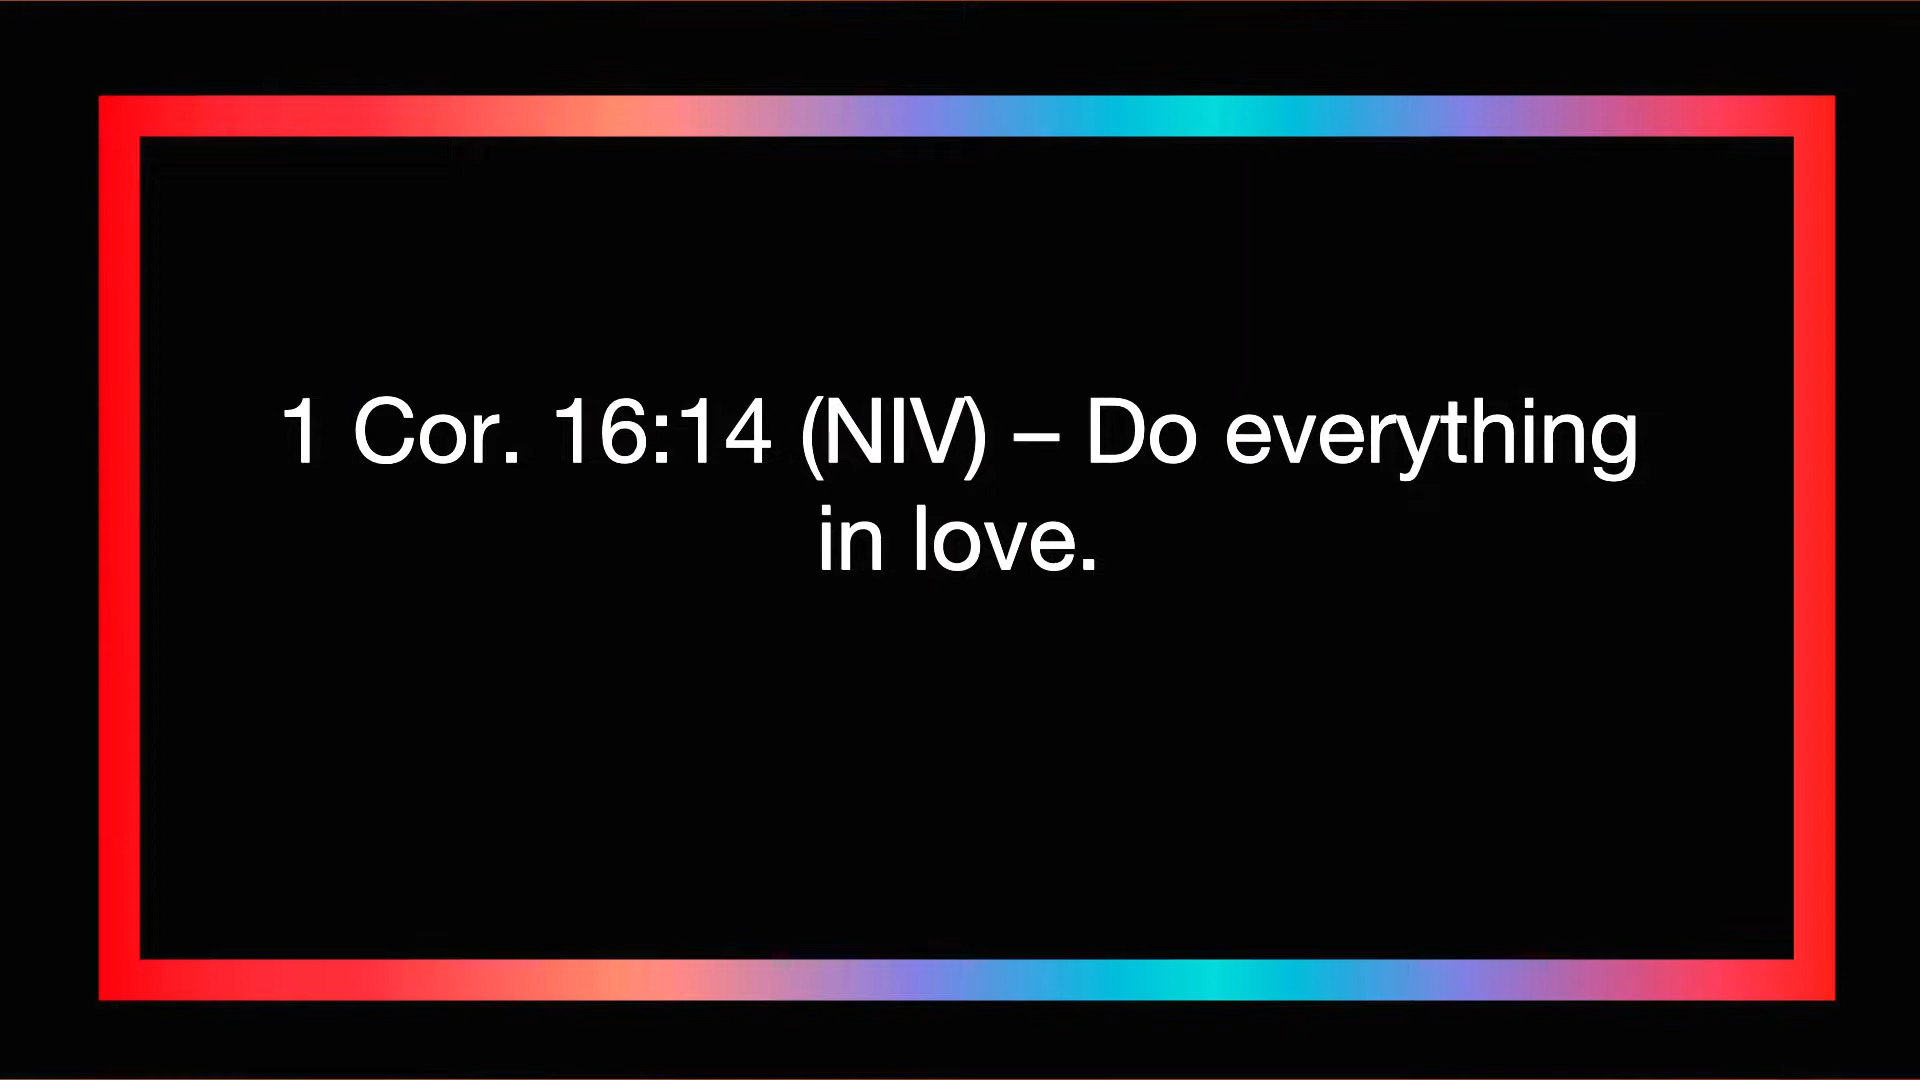 1 Cor. 16:14 (NIV) – Do everything
in love.